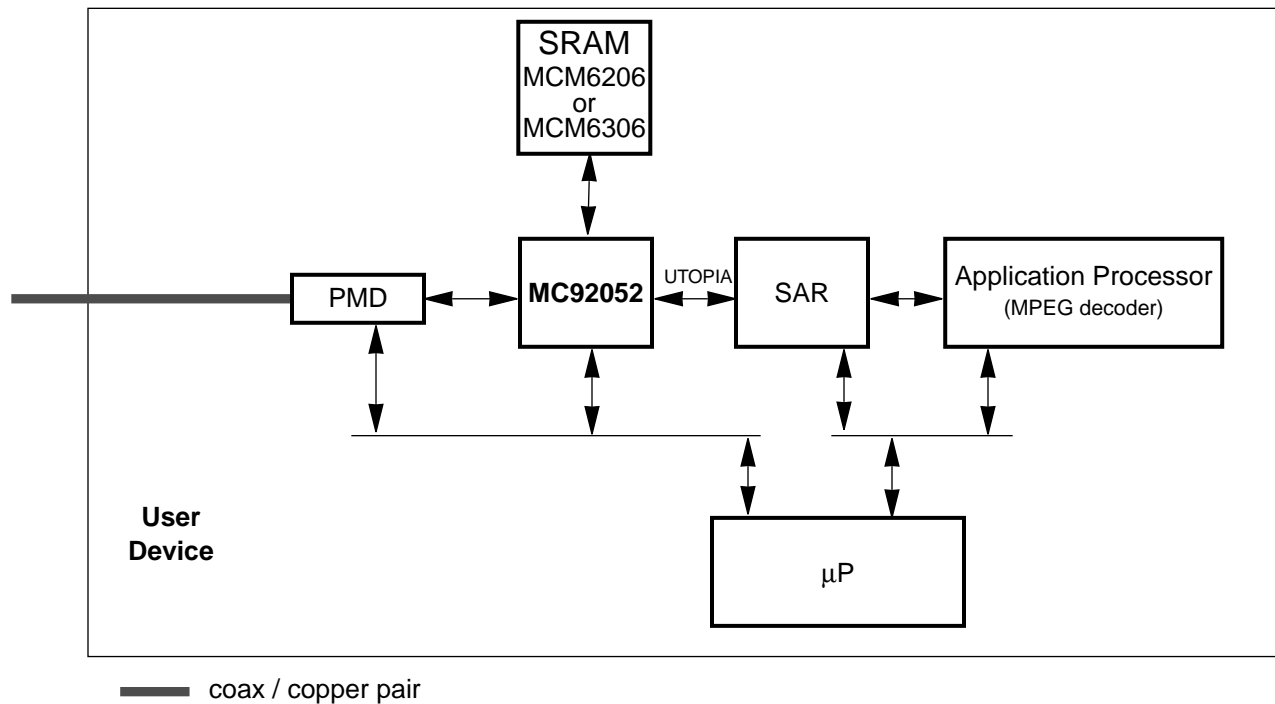 SRAM
MCM6206
or
MCM6306
PMD
MC92052
UTOPIA
SAR
Application Processor
(MPEG decoder)
User
Device
μP
coax / copper pair